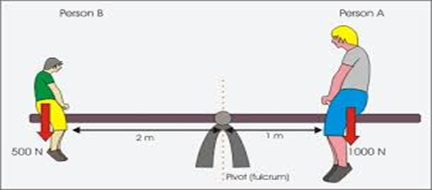 Person B
Person A
2 m
1 m
500 N
1000 N
Pivot (fulcrum)